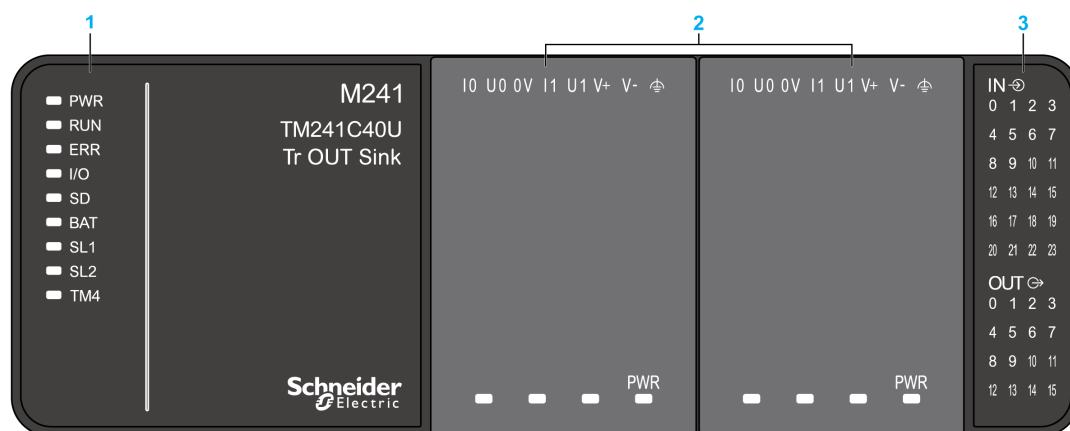 1
2
3
PWR
RUN
ERR
I/O
SD
BAT
SL1
SL2
TM4
M241
TM241C40U
Tr OUT Sink
Schneider
Electric
I0 U0 0V I1 U1 V+ V-
PWR
I0 U0 0V I1 U1 V+ V-
PWR
IN
0 1 2 3
4 5 6 7
8 9 10 11
12 13 14 15
16 17 18 19
20 21 22 23
OUT
0 1 2 3
4 5 6 7
8 9 10 11
12 13 14 15